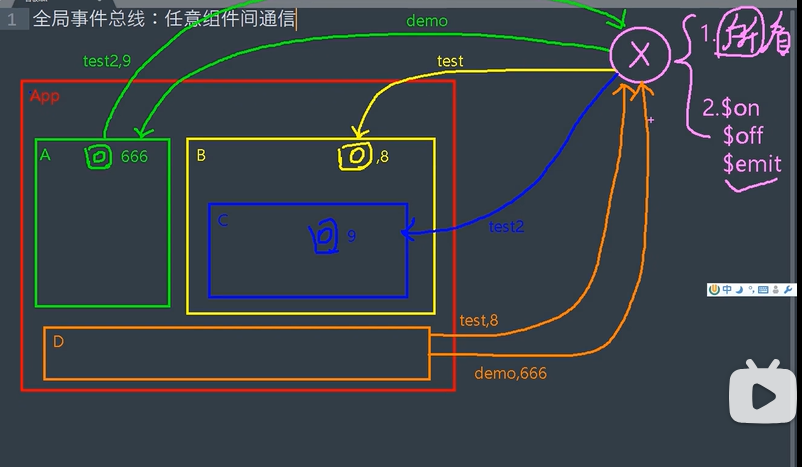 1 全局事件总线：任意组件间通信
demo
test2,9
test
X
1.所有
2.$on
$off
$emit
App
A
666
B
,8
C
9
test2
中
D
test,8
demo,666